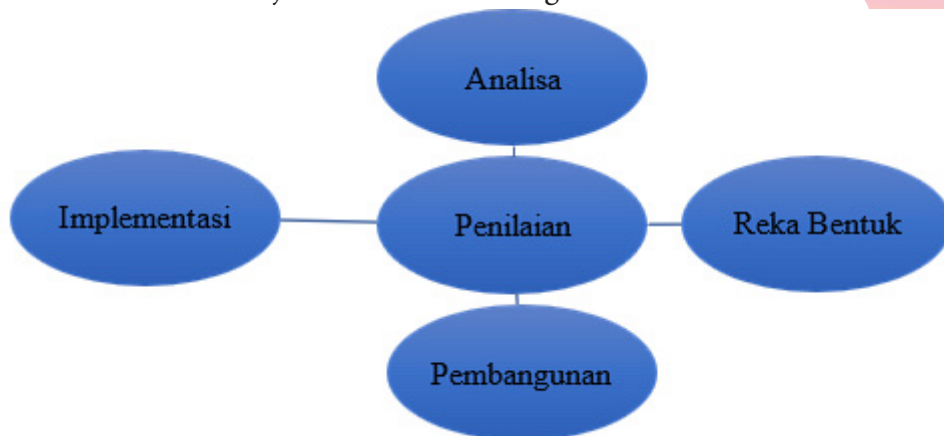 Analisa
Implementasi
Penilaian
Reka Bentuk
Pembangunan